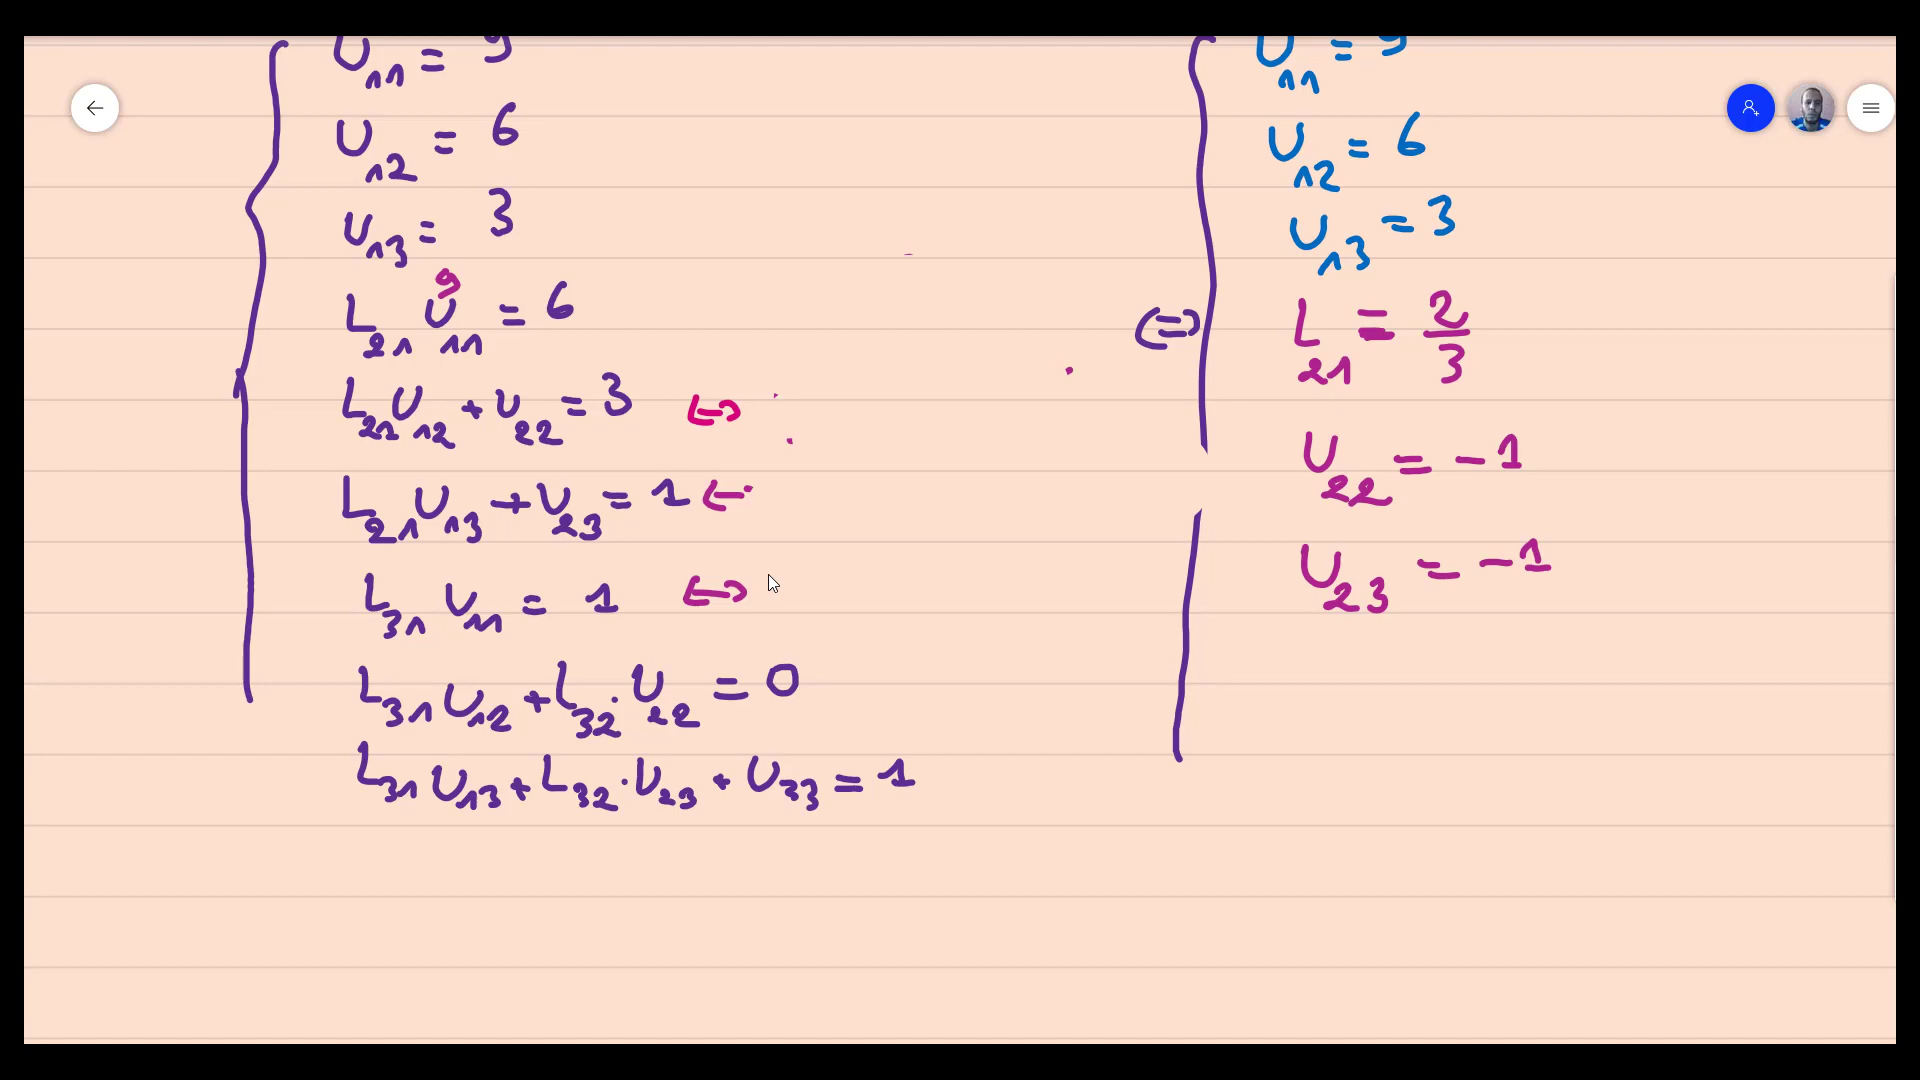 U₁₁ = 9
U₁₂ = 6
U₁₃ = 3
9
L₂₁ U₁₁ = 6
L₂₁ U₁₂ + U₂₂ = 3 ⟺
L₂₁ U₁₃ + U₂₃ = 1
L₃₁ U₁₁ = 1 ⟺
L₃₁ U₁₂ + L₃₂ . U₂₂ = 0
L₃₁ U₁₃ + L₃₂ . U₂₃ + U₃₃ = 1
⟺
U₁₁ = 9
U₁₂ = 6
U₁₃ = 3
L₂₁ = 2/3
U₂₂ = -1
U₂₃ = -1